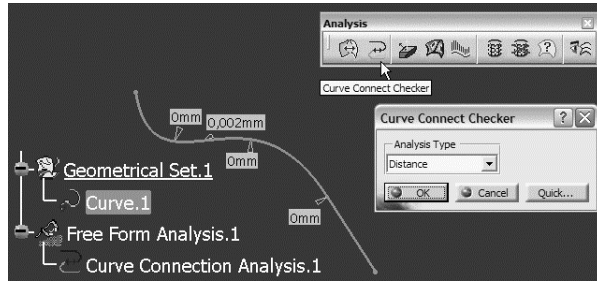 Analysis
Curve Connect Checker
0mm
0,002mm
0mm
0mm
Geometrical Set.1
Curve.1
Free Form Analysis.1
Curve Connection Analysis.1
Curve Connect Checker
Analysis Type
Distance
OK
Cancel
Quick...